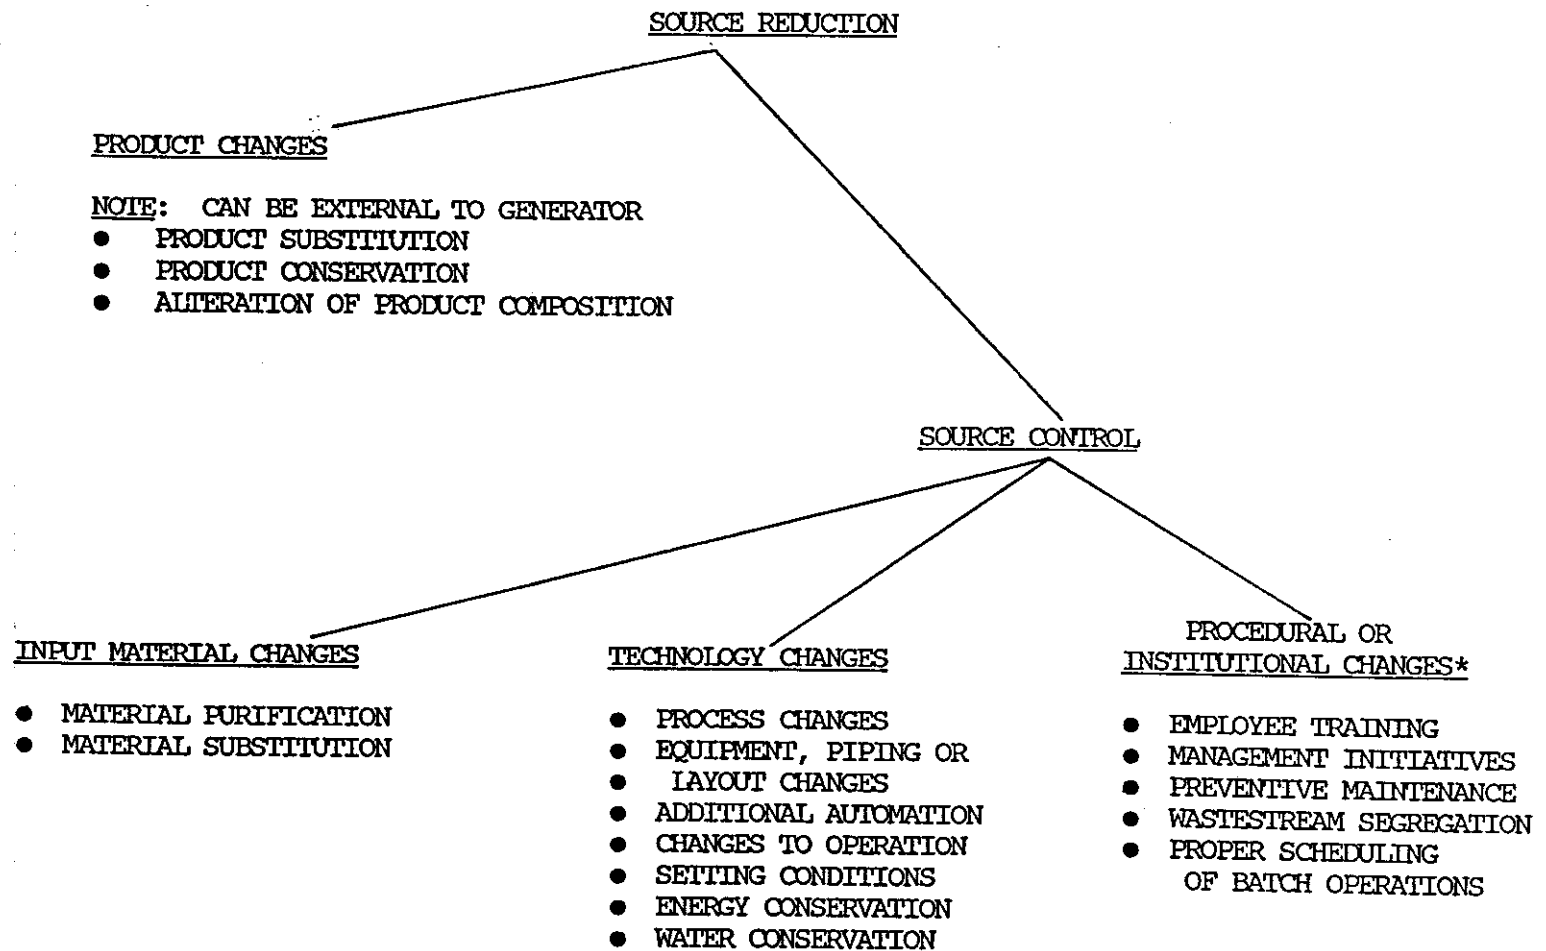 SOURCE REDUCTION
PRODUCT CHANGES
NOTE: CAN BE EXTERNAL TO GENERATOR
● PRODUCT SUBSTITUTION
● PRODUCT CONSERVATION
● ALTERATION OF PRODUCT COMPOSITION
SOURCE CONTROL
INPUT MATERIAL CHANGES
● MATERIAL PURIFICATION
● MATERIAL SUBSTITUTION
TECHNOLOGY CHANGES
● PROCESS CHANGES
● EQUIPMENT, PIPING OR
● LAYOUT CHANGES
● ADDITIONAL AUTOMATION
● CHANGES TO OPERATION
● SETTING CONDITIONS
● ENERGY CONSERVATION
● WATER CONSERVATION
PROCEDURAL OR
INSTITUTIONAL CHANGES*
● EMPLOYEE TRAINING
● MANAGEMENT INITIATIVES
● PREVENTIVE MAINTENANCE
● WASTESTREAM SEGREGATION
● PROPER SCHEDULING
OF BATCH OPERATIONS